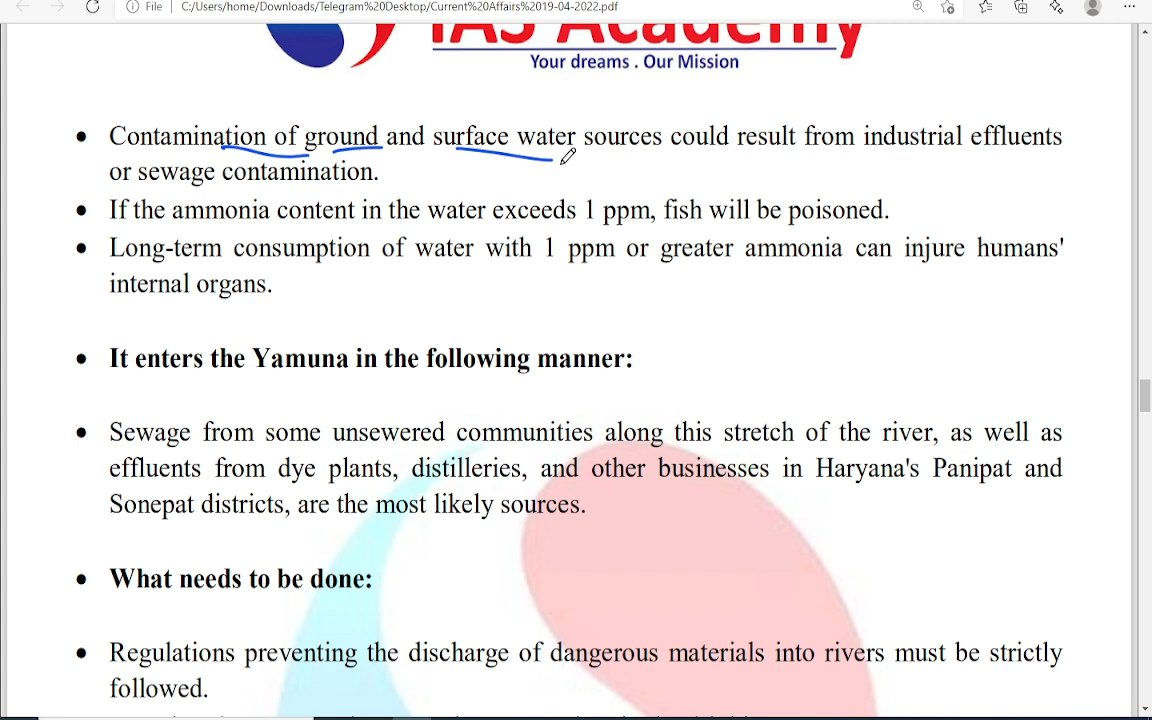 File C:/Users/home/Downloads/Telegram%20Desktop/Current%20Affairs%2019-04-2022.pdf
IAS Academy
Your dreams . Our Mission
• Contamination of ground and surface water sources could result from industrial effluents
or sewage contamination.
• If the ammonia content in the water exceeds 1 ppm, fish will be poisoned.
• Long-term consumption of water with 1 ppm or greater ammonia can injure humans'
internal organs.
• It enters the Yamuna in the following manner:
• Sewage from some unsewered communities along this stretch of the river, as well as
effluents from dye plants, distilleries, and other businesses in Haryana's Panipat and
Sonepat districts, are the most likely sources.
• What needs to be done:
• Regulations preventing the discharge of dangerous materials into rivers must be strictly
followed.